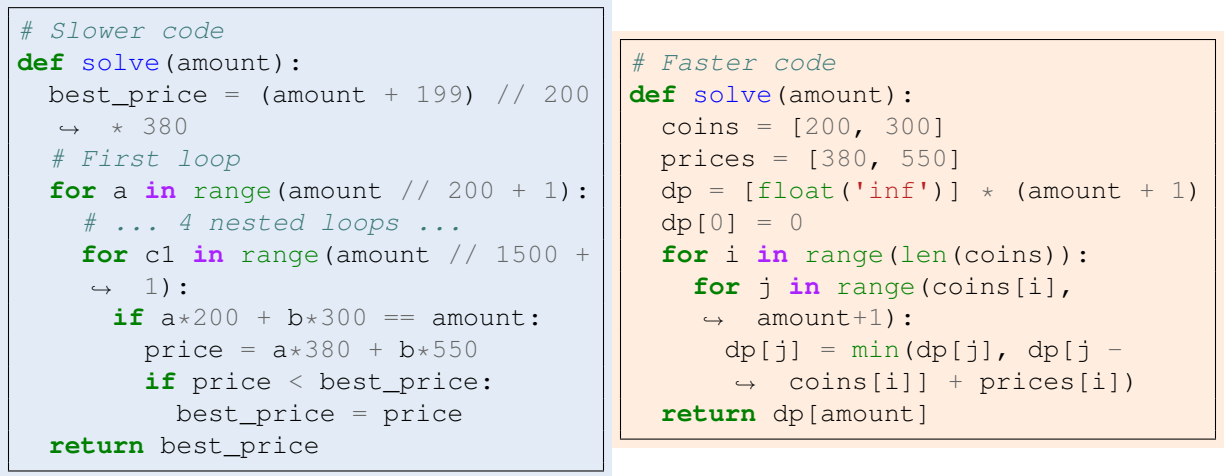 # Slower code
def solve(amount):
  best_price = (amount + 199) // 200
  ↪ * 380
  # First loop
  for a in range(amount // 200 + 1):
    # ... 4 nested loops ...
    for c1 in range(amount // 1500 +
    ↪ 1):
      if a*200 + b*300 == amount:
        price = a*380 + b*550
        if price < best_price:
          best_price = price
  return best_price
# Faster code
def solve(amount):
  coins = [200, 300]
  prices = [380, 550]
  dp = [float('inf')] * (amount + 1)
  dp[0] = 0
  for i in range(len(coins)):
    for j in range(coins[i],
    ↪ amount+1):
      dp[j] = min(dp[j], dp[j -
      ↪ coins[i]] + prices[i])
  return dp[amount]